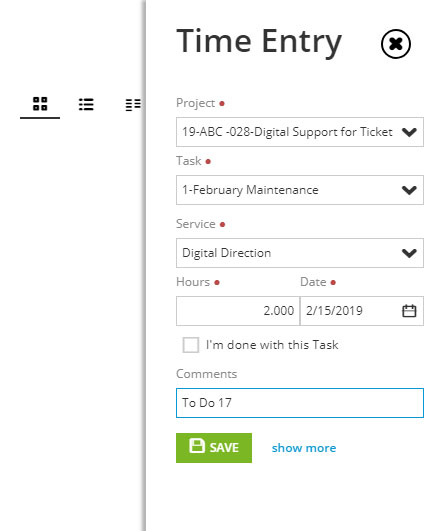 Time Entry
Project •
19-ABC -028-Digital Support for Ticket
Task •
1-February Maintenance
Service •
Digital Direction
Hours • Date •
2.000 2/15/2019
I'm done with this Task
Comments
To Do 17
SAVE show more